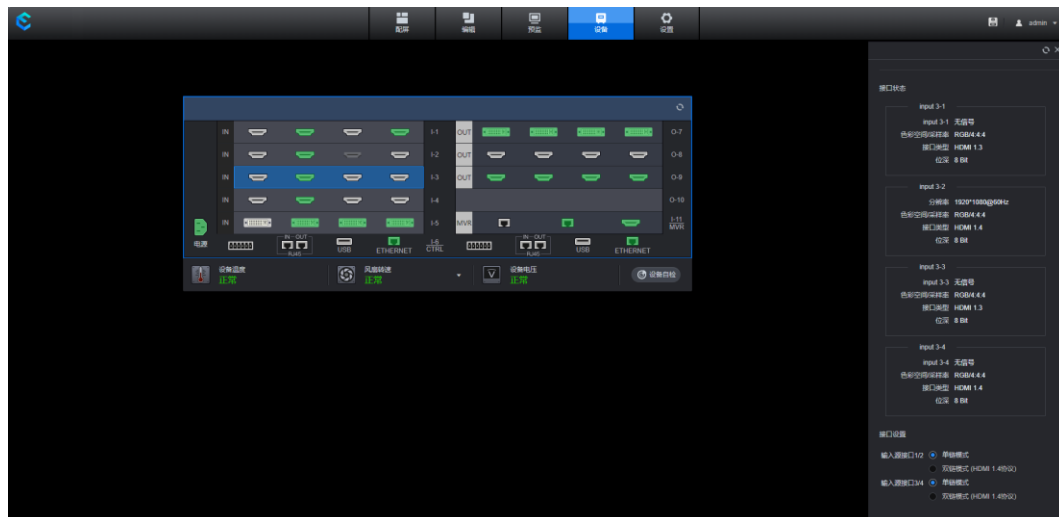 配屏 编辑 预监 设备 设置 admin
接口状态
input 3-1
input 3-1 无信号
色彩空间/采样率 RGB/4:4:4
接口类型 HDMI 1.3
位深 8 Bit
input 3-2
分辨率 1920*1080@60Hz
色彩空间/采样率 RGB/4:4:4
接口类型 HDMI 1.4
位深 8 Bit
input 3-3
input 3-3 无信号
色彩空间/采样率 RGB/4:4:4
接口类型 HDMI 1.3
位深 8 Bit
input 3-4
input 3-4 无信号
色彩空间/采样率 RGB/4:4:4
接口类型 HDMI 1.4
位深 8 Bit
接口设置
输入源接口1/2 单链模式
双链模式 (HDMI 1.4协议)
输入源接口3/4 单链模式
双链模式 (HDMI 1.4协议)
IN I-1 OUT O-7
IN I-2 OUT O-8
IN I-3 OUT O-9
IN I-4 O-10
IN I-5 MVR I-11 MVR
电源 IN OUT RJ45 USB ETHERNET I-6 CTRL IN OUT RJ45 USB ETHERNET
设备温度 风扇转速 设备电压 设备自检
正常 正常 正常